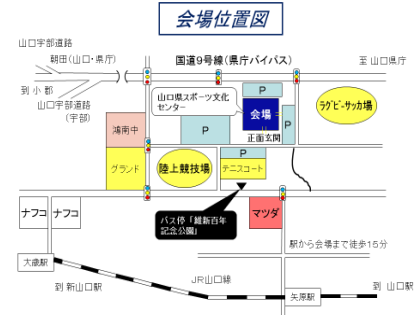 会場位置図
山口宇部道路
朝田(山口・県庁)
国道9号線(県庁バイパス)
至 山口県庁
到 小郡
山口宇部道路
(宇部)
山口県スポーツ文化
センター
P
会場
P
P
正面玄関
ラグビーサッカ場
鴻南中
グランド
陸上競技場
P
テニスコート
ナフコ
ナフコ
バス停「維新百年
記念公園」
マツダ
駅から会場まで徒歩15分
大歳駅
到 新山口駅
JR山口線
矢原駅
到 山口駅